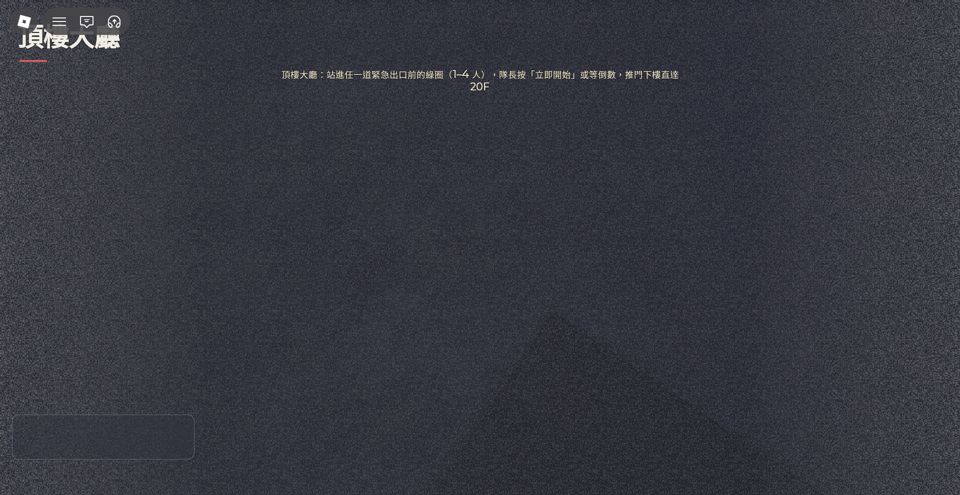 頂樓大廳
頂樓大廳：站進任一道緊急出口前的綠圈（1–4 人），隊長按「立即開始」或等倒數，推門下樓直達
20F